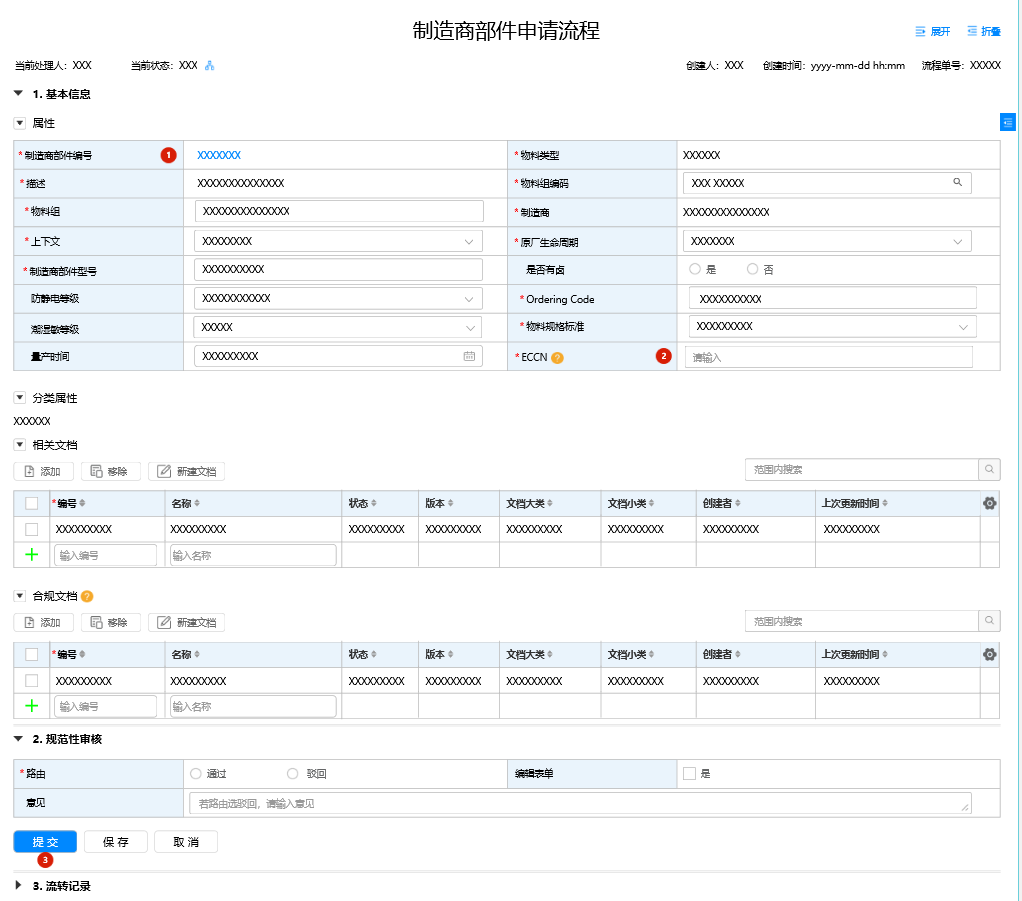 制造商部件申请流程
展开 折叠
当前处理人：XXX 当前状态：XXX 创建人：XXX 创建时间：yyyy-mm-dd hh:mm 流程单号：XXXXX
1. 基本信息
属性
*制造商部件编号 1 XXXXXXX *物料类型 XXXXXX
*描述 XXXXXXXXXXXXXX *物料组编码 XXX XXXXX
*物料组 XXXXXXXXXXXXXX *制造商 XXXXXXXXXXXXXX
*上下文 XXXXXXXX *原厂生命周期 XXXXXXX
*制造商部件型号 XXXXXXXXXX 是否有卤 是 否
防静电等级 XXXXXXXXXXX *Ordering Code XXXXXXXXXX
潮湿敏等级 XXXXX *物料规格标准 XXXXXXXXX
量产时间 XXXXXXXXX *ECCN ? 2 请输入
分类属性
XXXXXX
相关文档
添加 移除 新建文档 范围内搜索
*编号 名称 状态 版本 文档大类 文档小类 创建者 上次更新时间
XXXXXXXXX XXXXXXXXX XXXXXXXXX XXXXXXXXX XXXXXXXXX XXXXXXXXX XXXXXXXXX XXXXXXXXX
输入编号 输入名称
合规文档 ?
添加 移除 新建文档 范围内搜索
*编号 名称 状态 版本 文档大类 文档小类 创建者 上次更新时间
XXXXXXXXX XXXXXXXXX XXXXXXXXX XXXXXXXXX XXXXXXXXX XXXXXXXXX XXXXXXXXX XXXXXXXXX
输入编号 输入名称
2. 规范性审核
*路由 通过 驳回 编辑表单 是
意见 若路由选驳回，请输入意见
提交 保存 取消
3
3. 流转记录